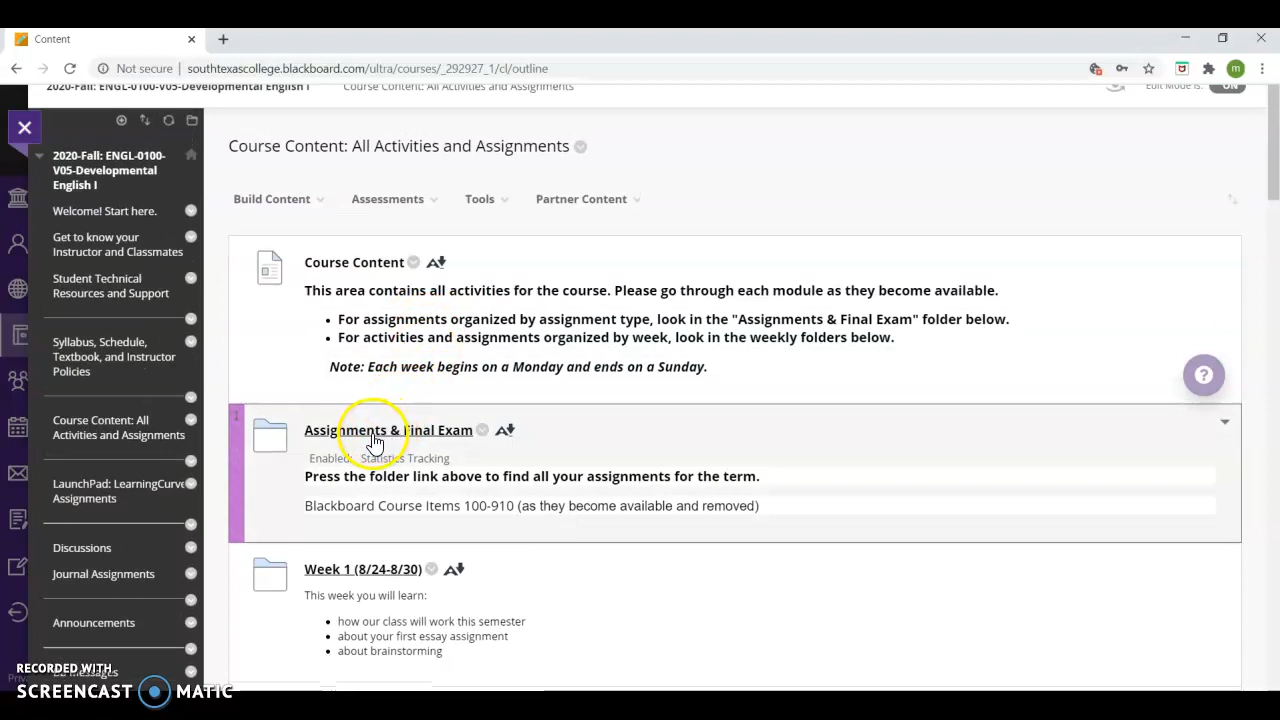 Content
Not secure
southtexascollege.blackboard.com/ultra/courses/_292927_1/cl/outline
m
2020-Fall: ENGL-0100-V05-Developmental English I
Course Content: All Activities and Assignments
Edit Mode is:
ON
2020-Fall: ENGL-0100-
V05-Developmental
English I
Welcome! Start here.
Get to know your
Instructor and Classmates
Student Technical
Resources and Support
Syllabus, Schedule,
Textbook, and Instructor
Policies
Course Content: All
Activities and Assignments
LaunchPad: LearningCurve
Assignments
Discussions
Journal Assignments
Announcements
Messages
Course Content: All Activities and Assignments
Build Content
Assessments
Tools
Partner Content
Course Content
This area contains all activities for the course. Please go through each module as they become available.
• For assignments organized by assignment type, look in the "Assignments & Final Exam" folder below.
• For activities and assignments organized by week, look in the weekly folders below.
Note: Each week begins on a Monday and ends on a Sunday.
Assignments & Final Exam
Enabled: Statistics Tracking
Press the folder link above to find all your assignments for the term.
Blackboard Course Items 100-910 (as they become available and removed)
Week 1 (8/24-8/30)
This week you will learn:
• how our class will work this semester
• about your first essay assignment
• about brainstorming
?
RECORDED WITH
SCREENCAST MATIC